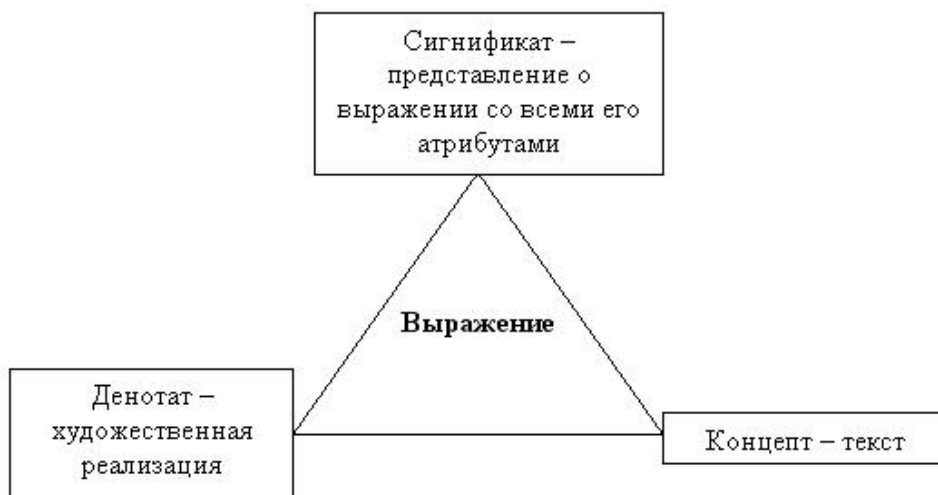 Сигнификат –
представление о
выражении со всеми его
атрибутами
Выражение
Денотат –
художественная
реализация
Концепт – текст